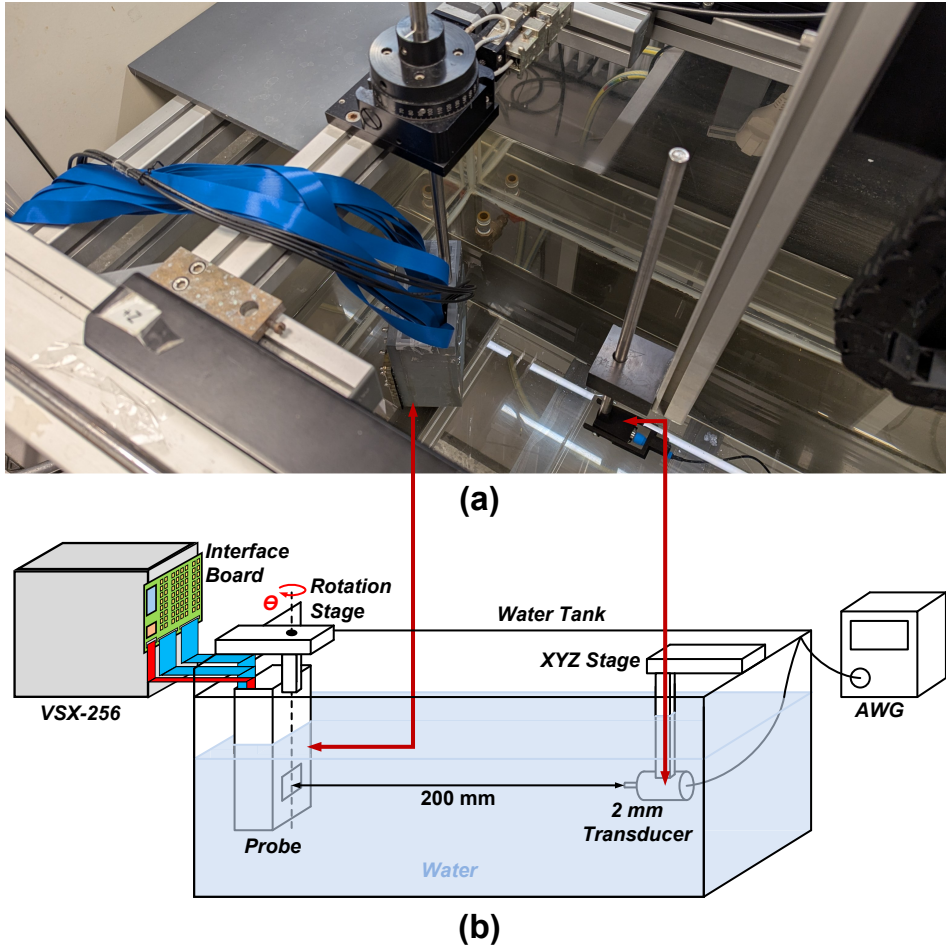 +Z
(a)
Interface
Board
Rotation
Stage
Θ
Water Tank
XYZ Stage
VSX-256
AWG
200 mm
2 mm
Transducer
Probe
Water
(b)